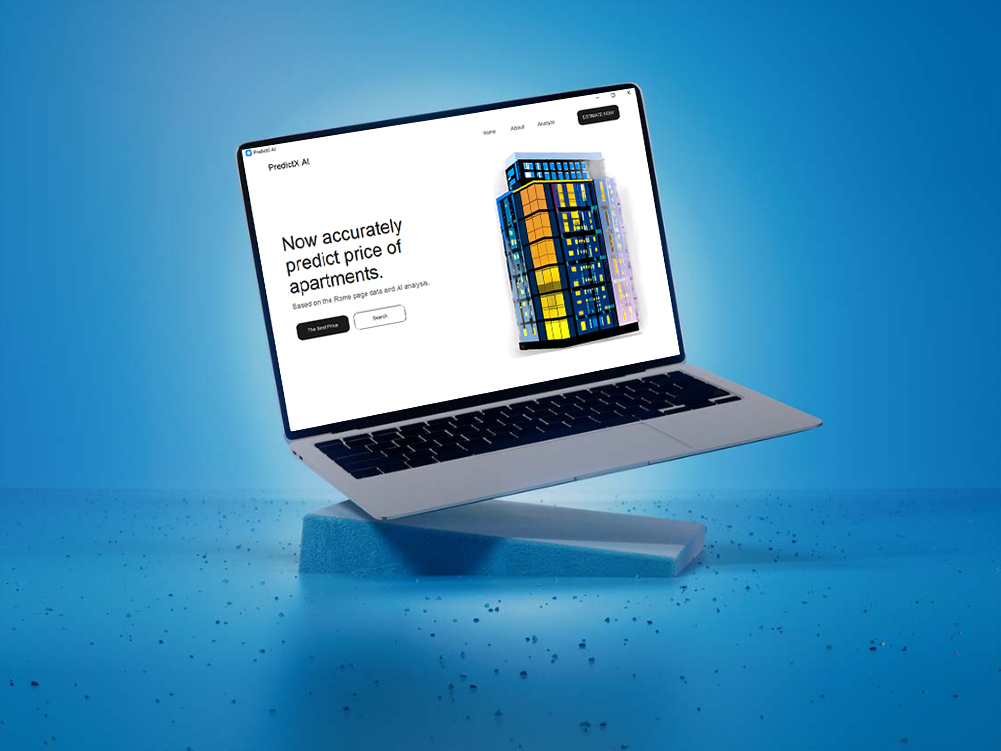 PredictX AI
PredictX AI
Home About Analyze
ESTIMATE NOW
Now accurately
predict price of
apartments.
Based on the Rome page data and AI analysis.
The Best Price
Search